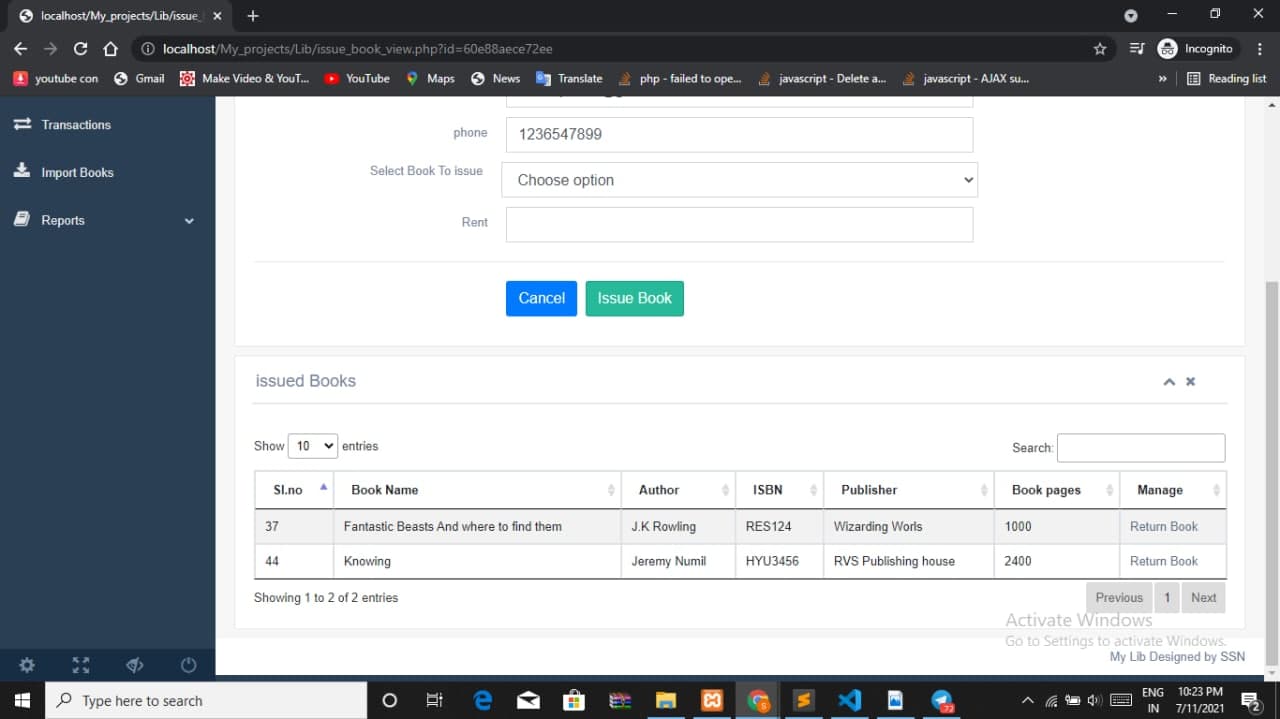 localhost/My_projects/Lib/issue_
localhost/My_projects/Lib/issue_book_view.php?id=60e88aece72ee
Incognito
youtube con Gmail Make Video & YouT... YouTube Maps News Translate php - failed to ope... javascript - Delete a... javascript - AJAX su... » Reading list
Transactions
Import Books
Reports
phone 1236547899
Select Book To issue Choose option
Rent
Cancel Issue Book
issued Books
Show 10 entries Search:
Sl.no Book Name Author ISBN Publisher Book pages Manage
37 Fantastic Beasts And where to find them J.K Rowling RES124 Wizarding Worls 1000 Return Book
44 Knowing Jeremy Numil HYU3456 RVS Publishing house 2400 Return Book
Showing 1 to 2 of 2 entries Previous 1 Next
Activate Windows
Go to Settings to activate Windows.
My Lib Designed by SSN
Type here to search
72
ENG
IN
10:23 PM
7/11/2021
2